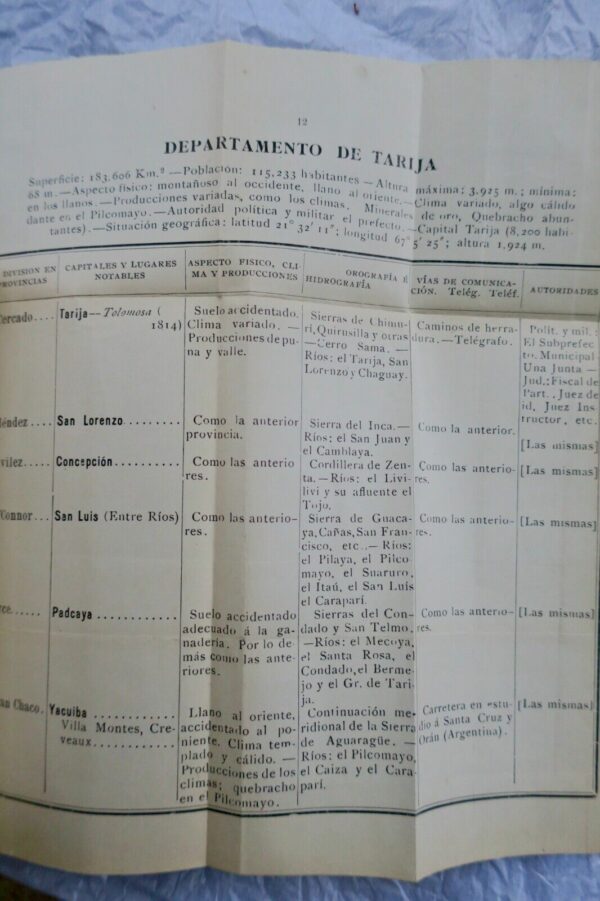 12
DEPARTAMENTO DE TARIJA
Superficie: 183.606 Km.² —Población: 115.233 habitantes —Altura máxima; 3.925 m.; mínima;
68 m.—Aspecto físico: montañoso al occidente, llano al oriente.—Clima variado, algo cálido
en los llanos.—Producciones variadas, como los climas. Minerales de oro, Quebracho abun-
dante en el Pilcomayo.—Autoridad política y militar el prefecto.—Capital Tarija (8,200 habi-
tantes).—Situación geográfica: latitud 21° 32' 11"; longitud 67° 5' 25"; altura 1,924 m.
DIVISIÓN EN
PROVINCIAS
CAPITALES Y LUGARES
NOTABLES
ASPECTO FISICO, CLI-
MA Y PRODUCCIONES
OROGRAFÍA É
HIDROGRAFÍA
VÍAS DE COMUNICA-
CIÓN. Telég. Teléf.
AUTORIDADES
Cercado....
Tarija—Tolomosa (
1814)
Suelo accidentado.
Clima variado. —
Producciones de pu-
na y valle.
Sierras de Chimu-
ri, Quirusilla y otras
—Cerro Sama. —
Ríos: el Tarija, San
Lorenzo y Chaguay.
Caminos de herra-
dura.—Telégrafo.
Polít. y mil.:
El Subprefec
to. Municipal
Una Junta —
Jud.: Fiscal de
Part., Juez de
id, Juez Ins
tructor, etc.
éndez....
San Lorenzo ........
Como la anterior
provincia.
Sierra del Inca.—
Ríos: el San Juan y
el Camblaya.
Como la anterior.
[Las mismas]
vilez.....
Concepción..........
Como las anterio
res.
Cordillera de Zen-
ta.—Ríos: el Livi-
livi y su afluente el
Tojo.
Como las anterio-
res.
[Las mismas]
Connor...
San Luis (Entre Ríos)
Como las anterio-
res.
Sierra de Guaca-
ya, Cañas, San Fran-
cisco, etc..—Ríos:
el Pilaya, el Pilco-
mayo, el Suaruro,
el Itaú, el San Luis
el Caraparí.
Como las anterio-
res.
[Las mismas]
rce......
Padcaya ............
Suelo accidentado
adecuado á la ga-
nadería. Por lo de-
más como las ante-
riores.
Sierras del Con-
dado y San Telmo,
—Ríos: el Mecoya,
el Santa Rosa, el
Condado, el Berme-
jo y el Gr. de Tari-
ja.
Como las anterio-
res.
[Las mismas]
an Chaco.
Yacuiba ............
Villa Montes, Cre-
veaux............
Llano al oriente,
accidentado al po-
niente. Clima tem-
plado y cálido. —
Producciones de los
climas; quebracho
en el Pilcomayo.
Continuación me-
ridional de la Sierra
de Aguaragüe. —
Ríos: el Pilcomayo,
el Caiza y el Cara-
parí.
Carretera en estu-
dio á Santa Cruz y
Orán (Argentina).
[Las mismas]